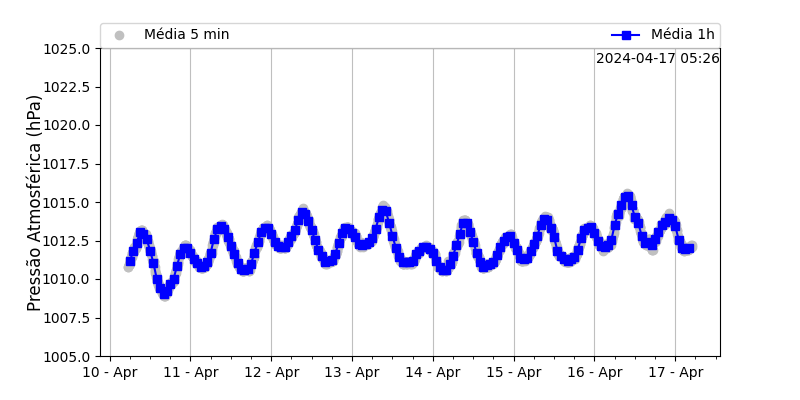 Média 5 min
Média 1h
2024-04-17 05:26
Pressão Atmosférica (hPa)
1025.0
1022.5
1020.0
1017.5
1015.0
1012.5
1010.0
1007.5
1005.0
10 - Apr
11 - Apr
12 - Apr
13 - Apr
14 - Apr
15 - Apr
16 - Apr
17 - Apr